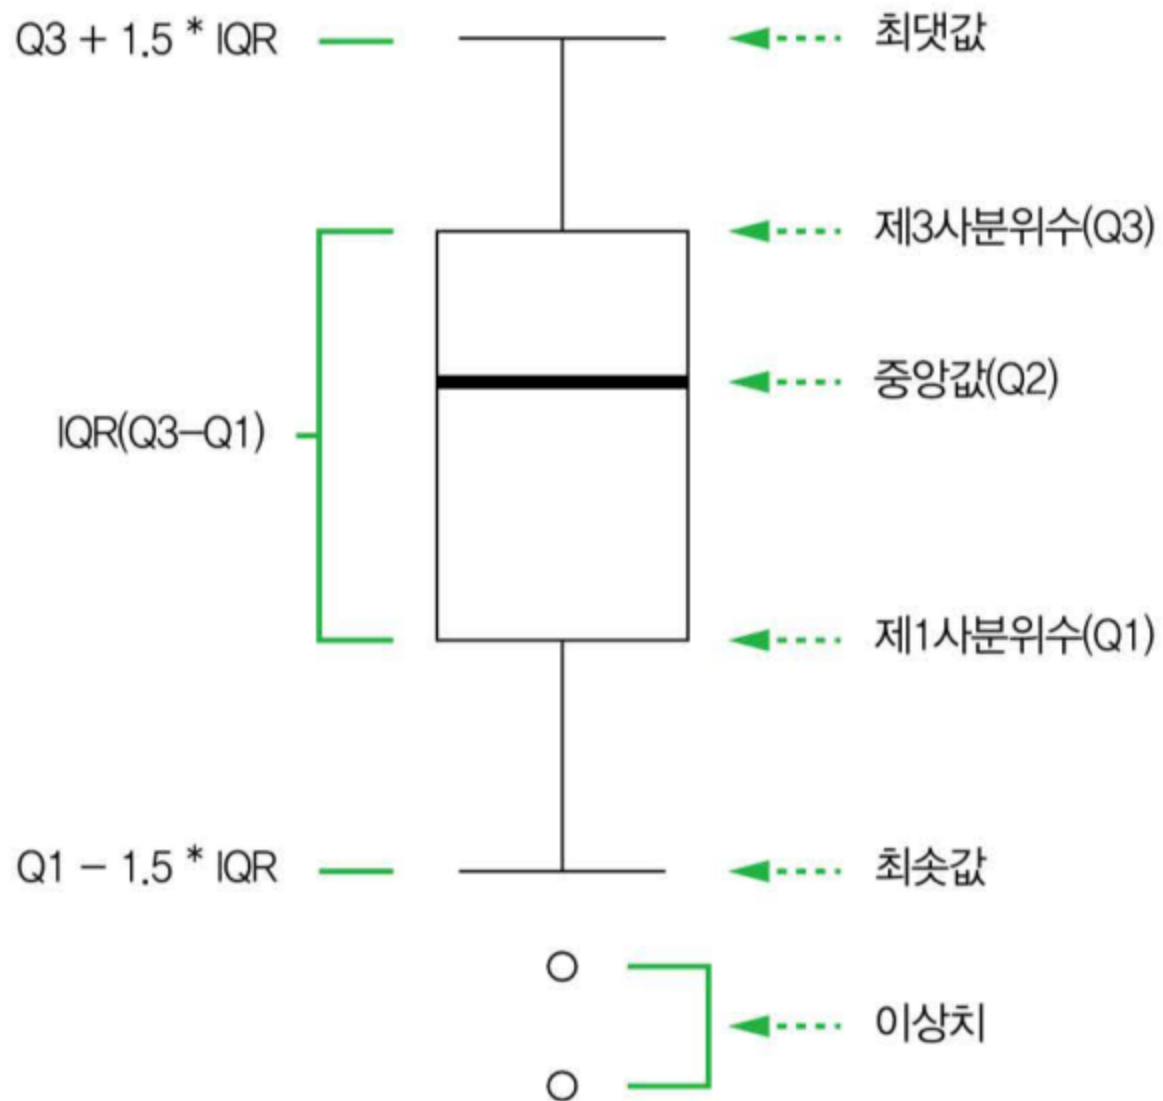 Q3 + 1.5 * IQR
최댓값
제3사분위수(Q3)
중앙값(Q2)
IQR(Q3-Q1)
제1사분위수(Q1)
Q1 - 1.5 * IQR
최솟값
이상치